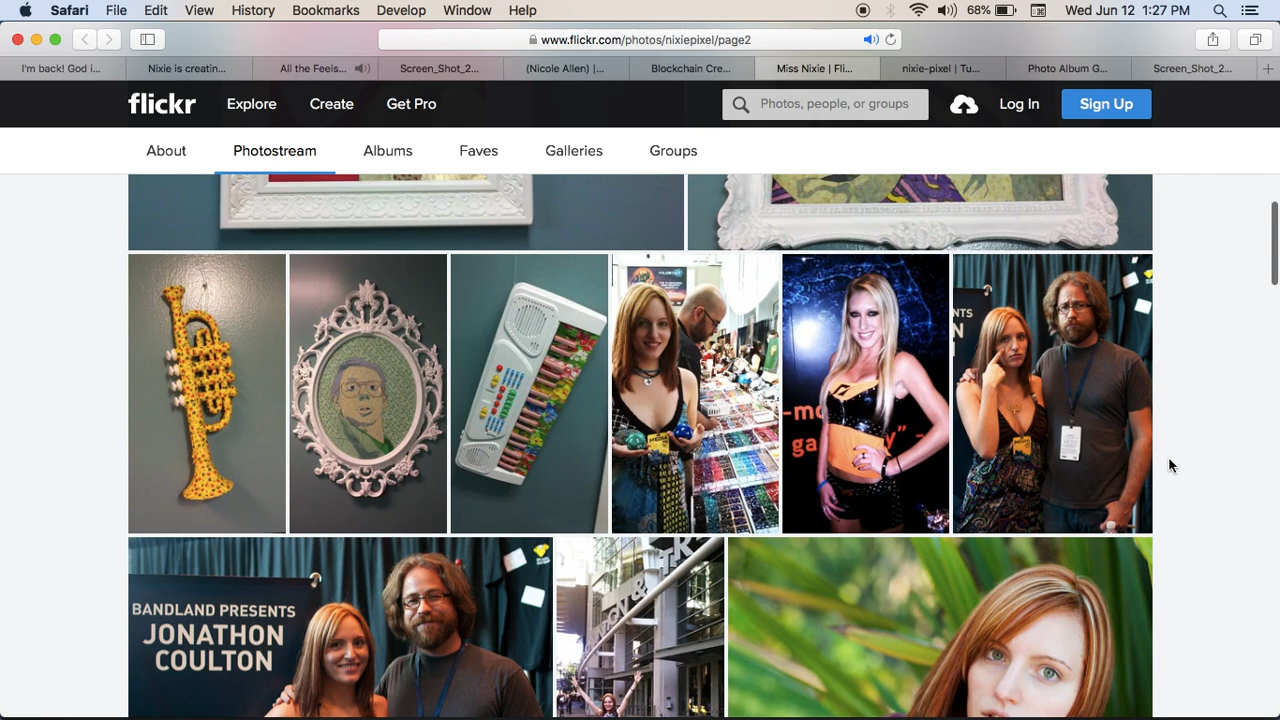 Safari File Edit View History Bookmarks Develop Window Help 68% Wed Jun 12 1:27 PM
www.flickr.com/photos/nixiepixel/page2
I'm back! God i... Nixie is creatin... All the Feels... Screen_Shot_2... (Nicole Allen) |... Blockchain Cre... Miss Nixie | Fli... nixie-pixel | Tu... Photo Album G... Screen_Shot_2...
flickr Explore Create Get Pro Photos, people, or groups Log In Sign Up
About Photostream Albums Faves Galleries Groups
MEDIA
BANDLAND PRESENTS
JONATHON
COULTON